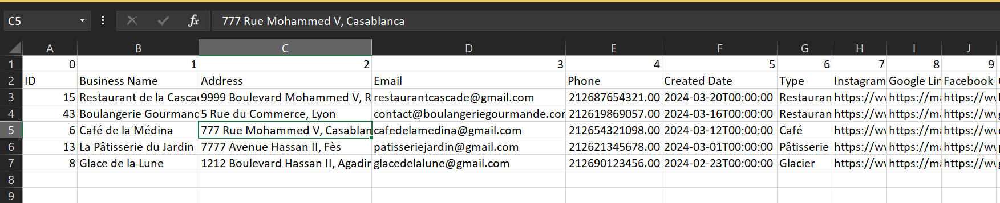 C5 fx 777 Rue Mohammed V, Casablanca
A B C D E F G H I J
1 0 1 2 3 4 5 6 7 8 9
2 ID Business Name Address Email Phone Created Date Type Instagram Google Lin Facebook
3 15 Restaurant de la Casca 9999 Boulevard Mohammed V, R restaurantcascade@gmail.com 212687654321.00 2024-03-20T00:00:00 Restauran https://w https://ma https://w
4 43 Boulangerie Gourmand 5 Rue du Commerce, Lyon contact@boulangeriegourmande.co 212619869057.00 2024-03-16T00:00:00 Restauran https://w https://ma https://w
5 6 Café de la Médina 777 Rue Mohammed V, Casablan cafedelamedina@gmail.com 212654321098.00 2024-03-12T00:00:00 Café https://w https://ma https://w
6 13 La Pâtisserie du Jardin 7777 Avenue Hassan II, Fès patisseriejardin@gmail.com 212621345678.00 2024-03-01T00:00:00 Pâtisserie https://w https://ma https://w
7 8 Glace de la Lune 1212 Boulevard Hassan II, Agadir glacedelalune@gmail.com 212690123456.00 2024-02-23T00:00:00 Glacier https://w https://ma https://w
8
9